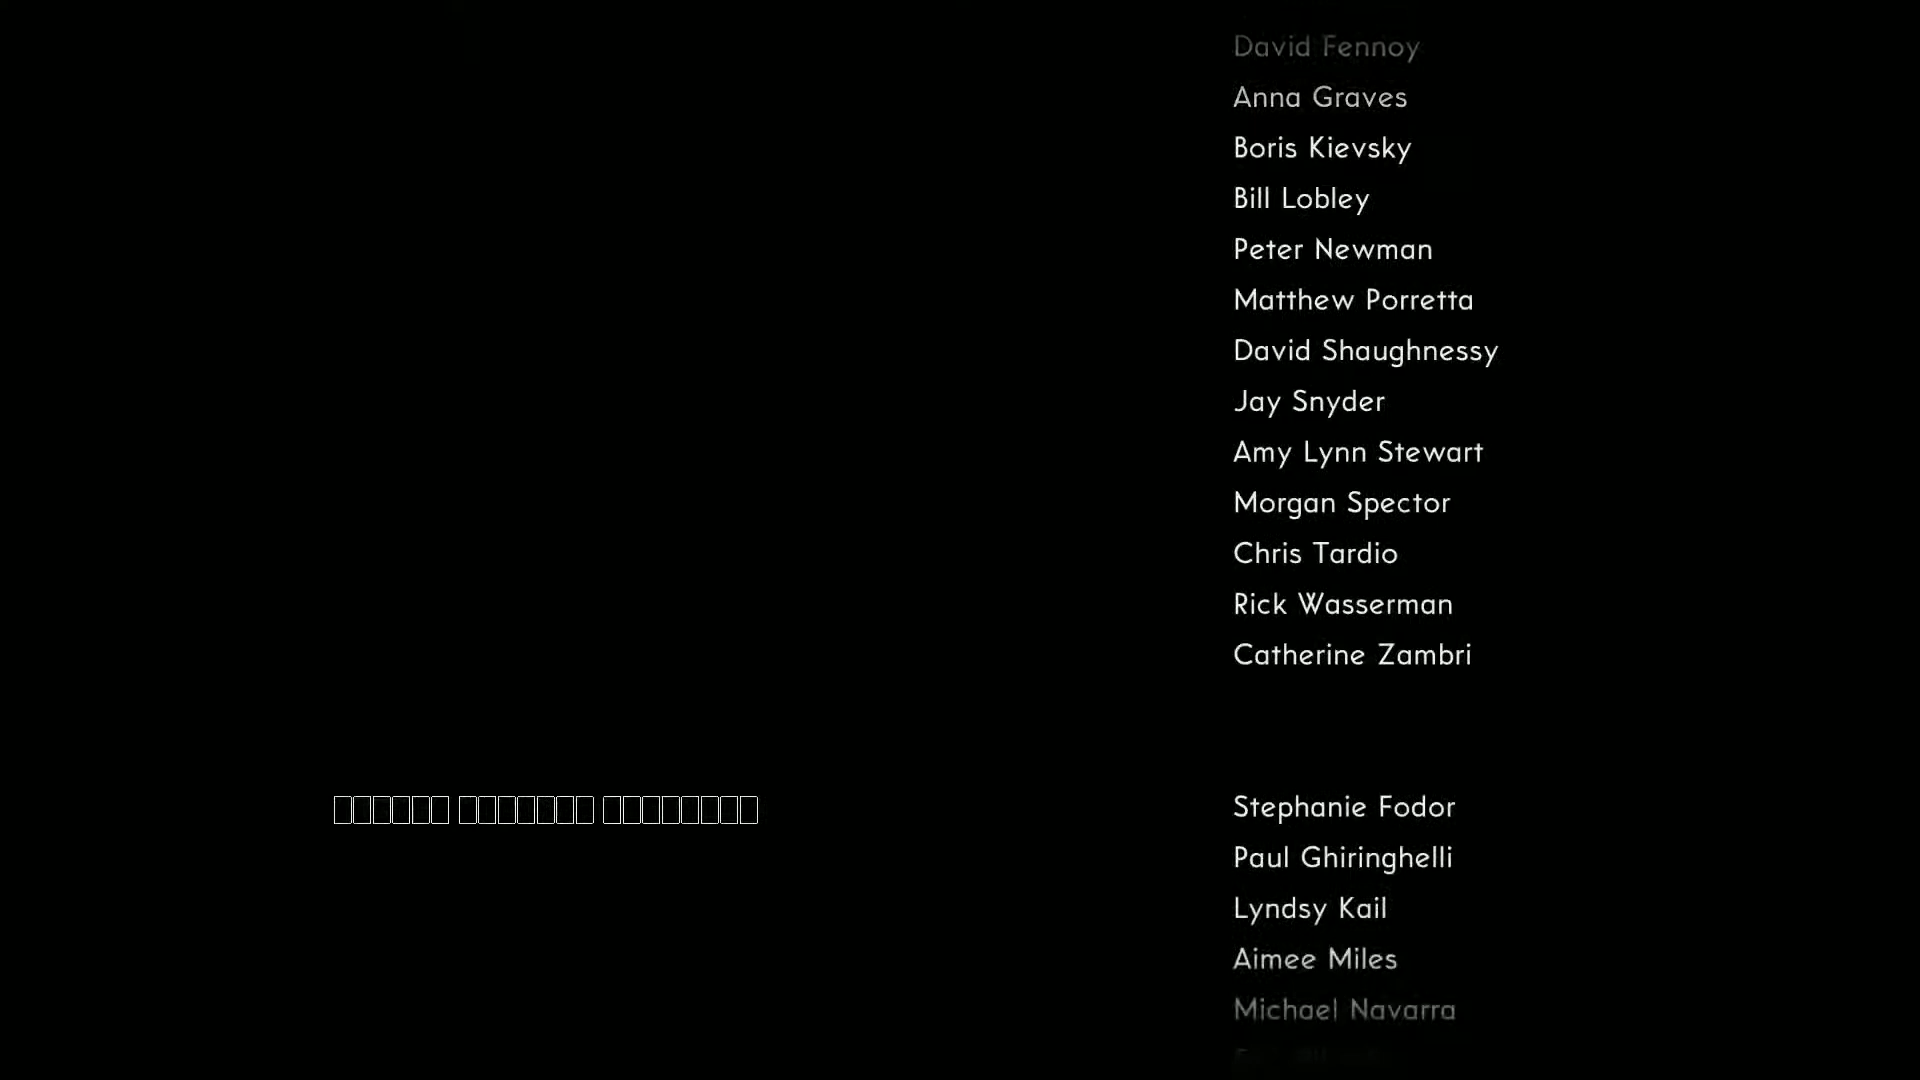 David Fennoy
Anna Graves
Boris Kievsky
Bill Lobley
Peter Newman
Matthew Porretta
David Shaughnessy
Jay Snyder
Amy Lynn Stewart
Morgan Spector
Chris Tardio
Rick Wasserman
Catherine Zambri
Stephanie Fodor
Paul Ghiringhelli
Lyndsy Kail
Aimee Miles
Michael Navarra